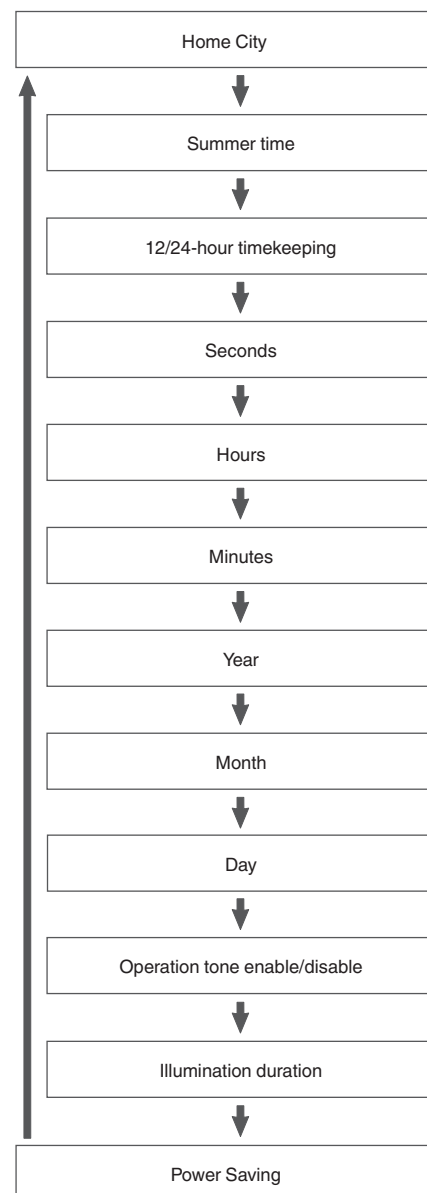 Home City
Summer time
12/24-hour timekeeping
Seconds
Hours
Minutes
Year
Month
Day
Operation tone enable/disable
Illumination duration
Power Saving